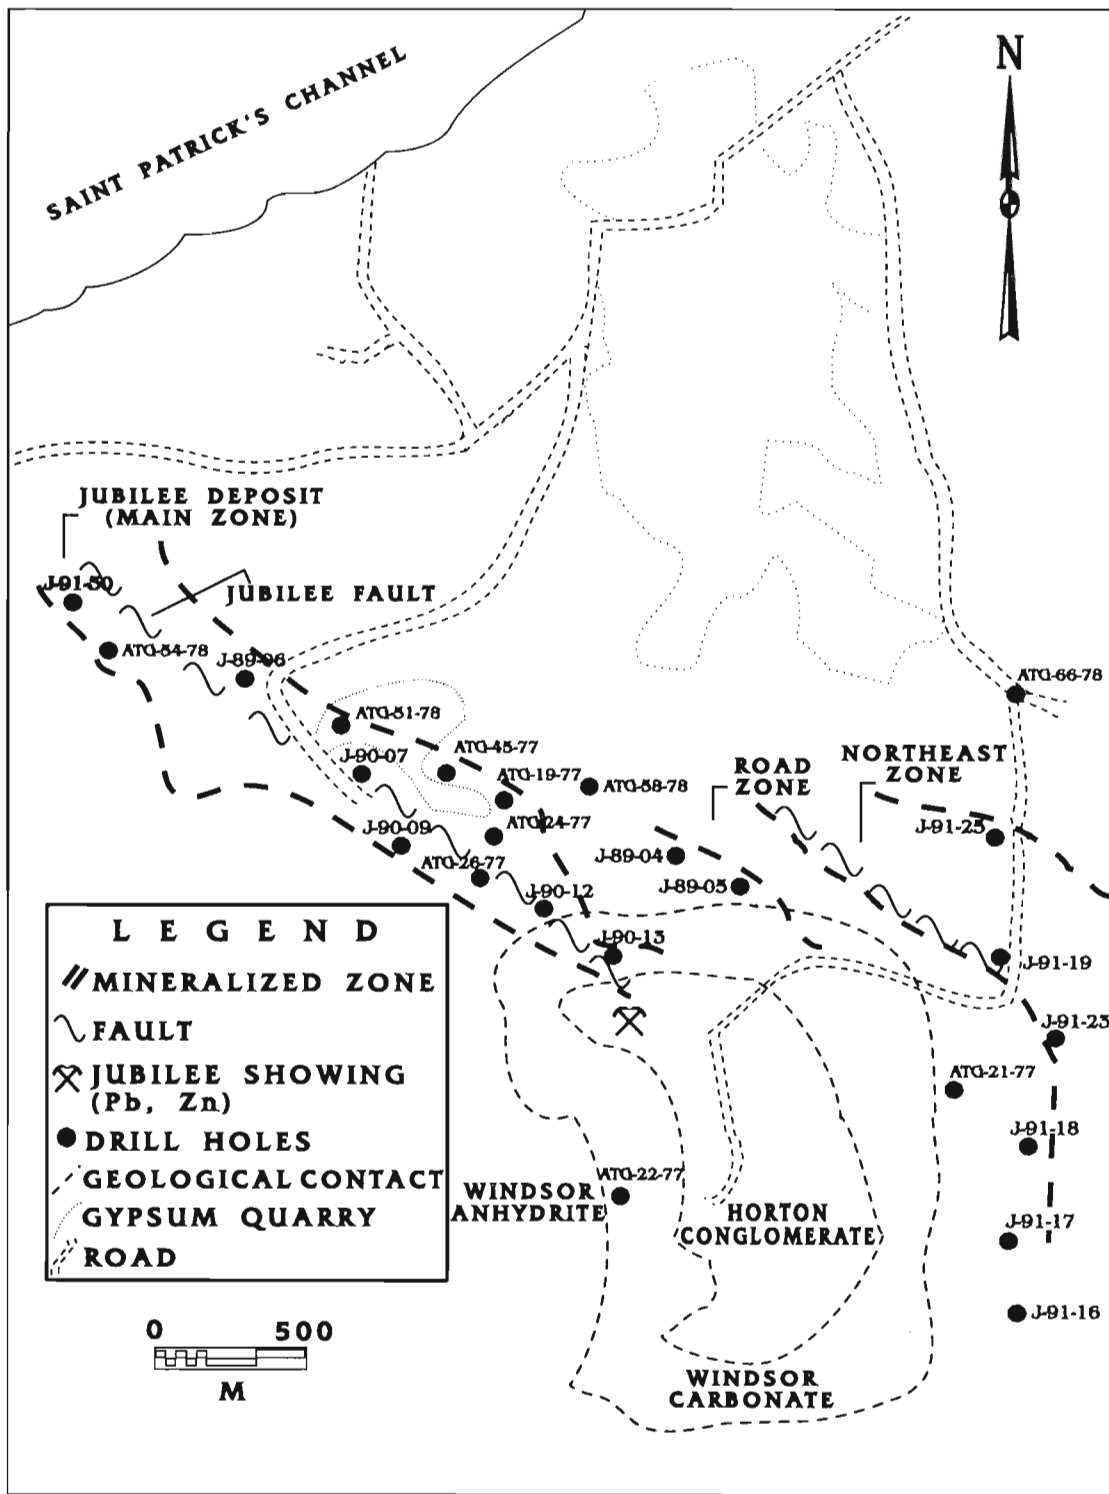 SAINT PATRICK'S CHANNEL
N
JUBILEE DEPOSIT
(MAIN ZONE)
J-91-50
JUBILEE FAULT
ATG-54-78
J-89-06
ATG-66-78
ATG-51-78
ATG-45-77
J-90-07
ATG-19-77
ATG-58-78
ROAD
ZONE
NORTHEAST
ZONE
J-91-25
J-90-09
ATG-24-77
J-89-04
ATG-26-77
J-89-05
J-90-12
J-90-13
J-91-19
J-91-23
ATG-21-77
J-91-18
ATG-22-77
WINDSOR
ANHYDRITE
HORTON
CONGLOMERATE
J-91-17
J-91-16
WINDSOR
CARBONATE
LEGEND
MINERALIZED ZONE
FAULT
JUBILEE SHOWING
(Pb, Zn)
DRILL HOLES
GEOLOGICAL CONTACT
GYPSUM QUARRY
ROAD
0 500
M